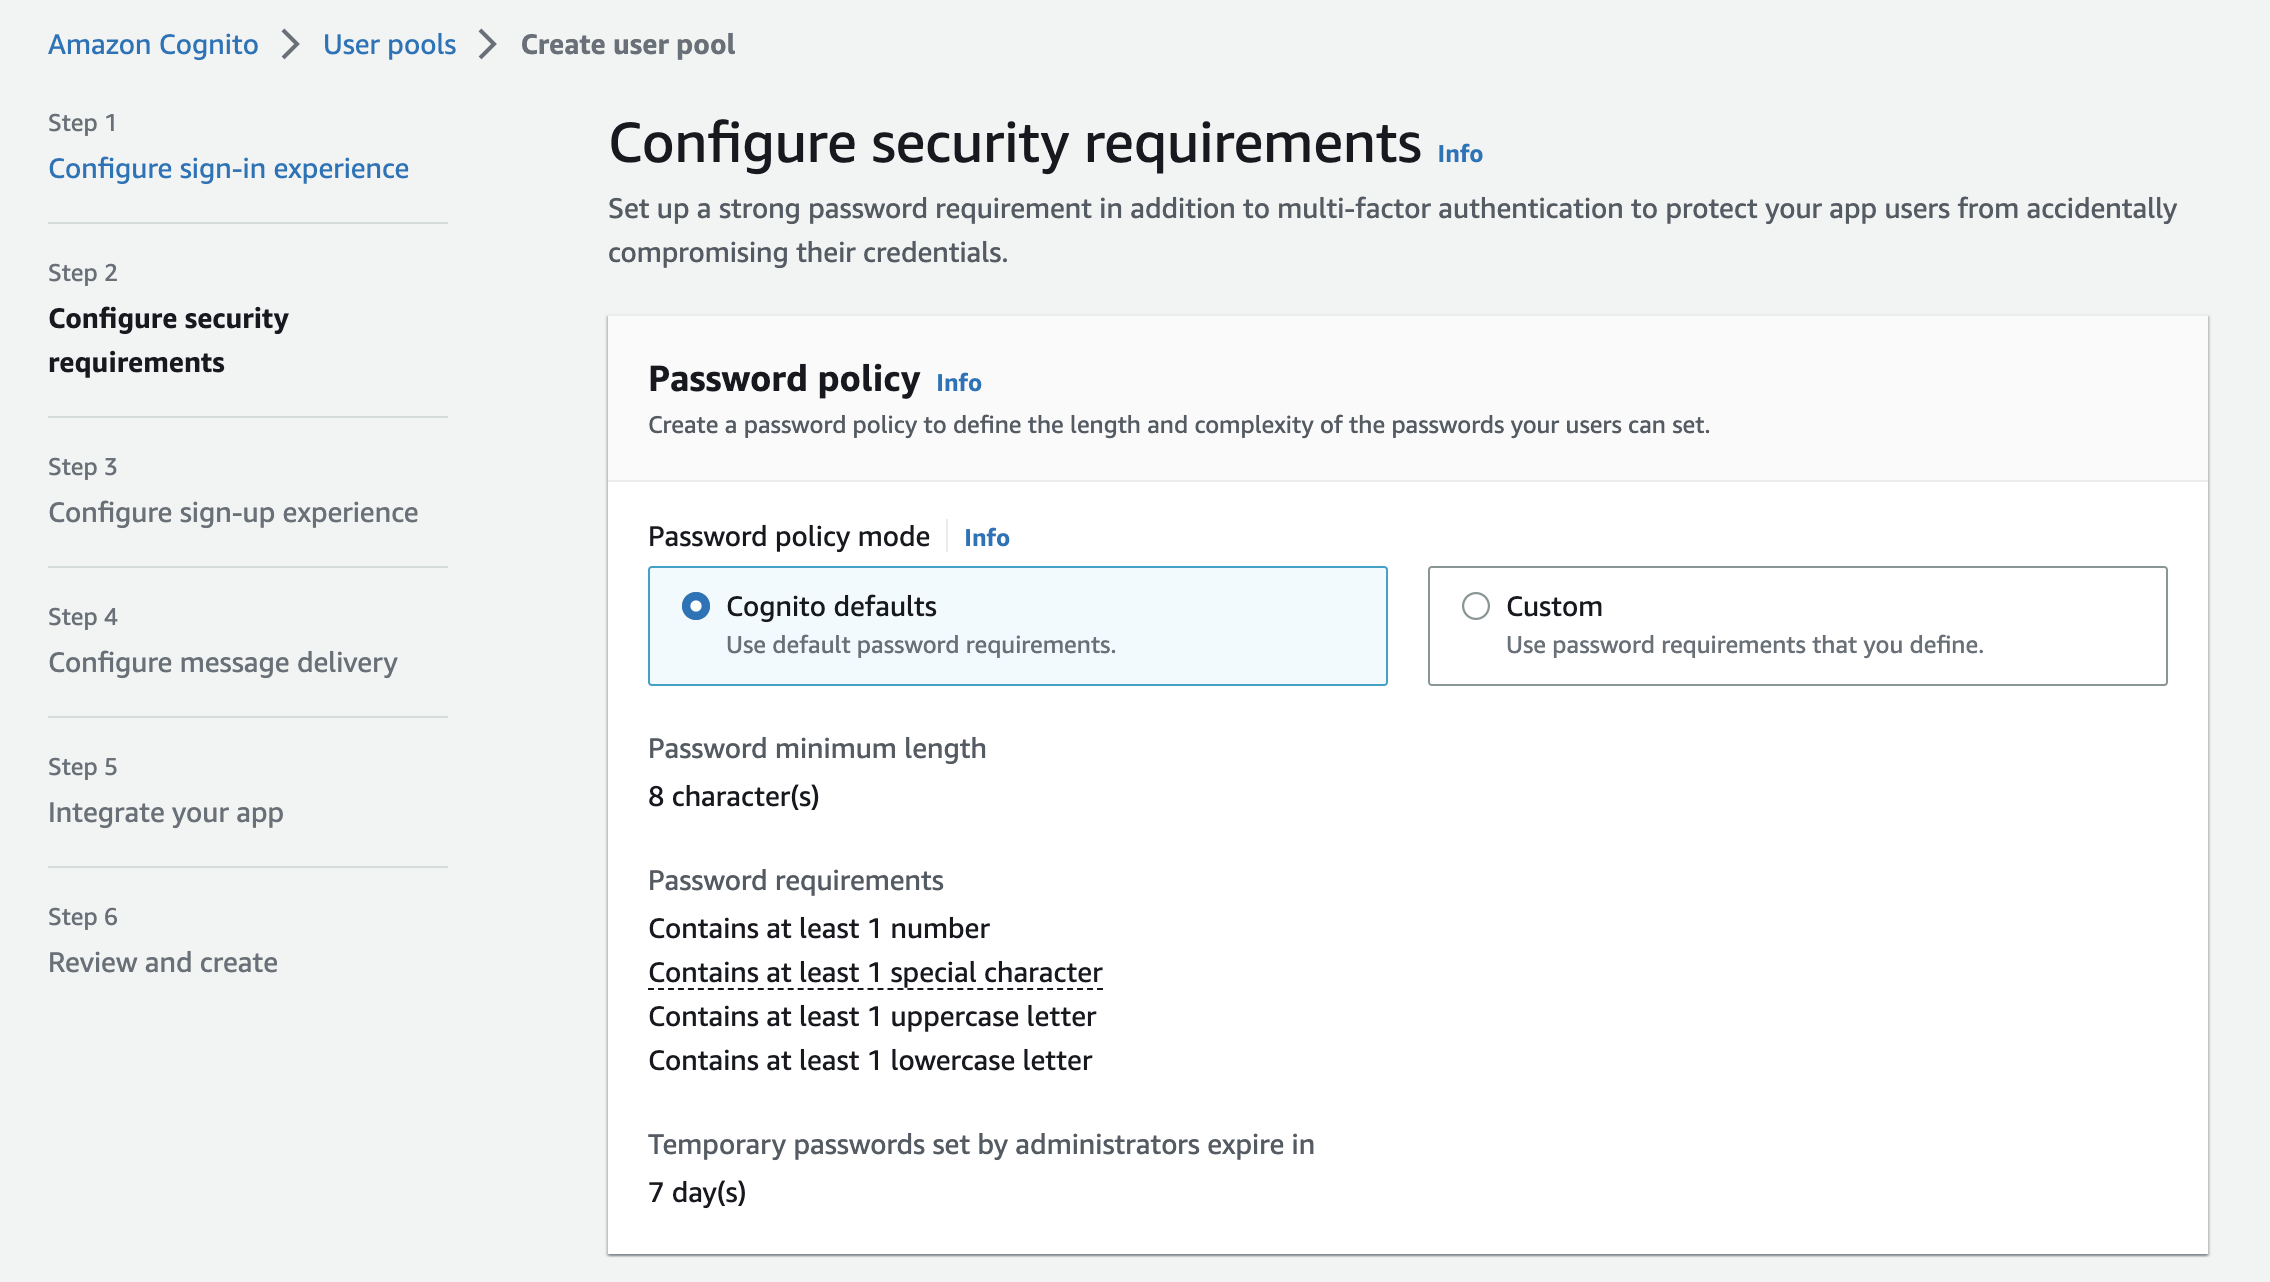 Amazon Cognito > User pools > Create user pool
Step 1
Configure sign-in experience
Step 2
Configure security
requirements
Step 3
Configure sign-up experience
Step 4
Configure message delivery
Step 5
Integrate your app
Step 6
Review and create
Configure security requirements Info
Set up a strong password requirement in addition to multi-factor authentication to protect your app users from accidentally
compromising their credentials.
Password policy Info
Create a password policy to define the length and complexity of the passwords your users can set.
Password policy mode Info
Cognito defaults
Use default password requirements.
Custom
Use password requirements that you define.
Password minimum length
8 character(s)
Password requirements
Contains at least 1 number
Contains at least 1 special character
Contains at least 1 uppercase letter
Contains at least 1 lowercase letter
Temporary passwords set by administrators expire in
7 day(s)